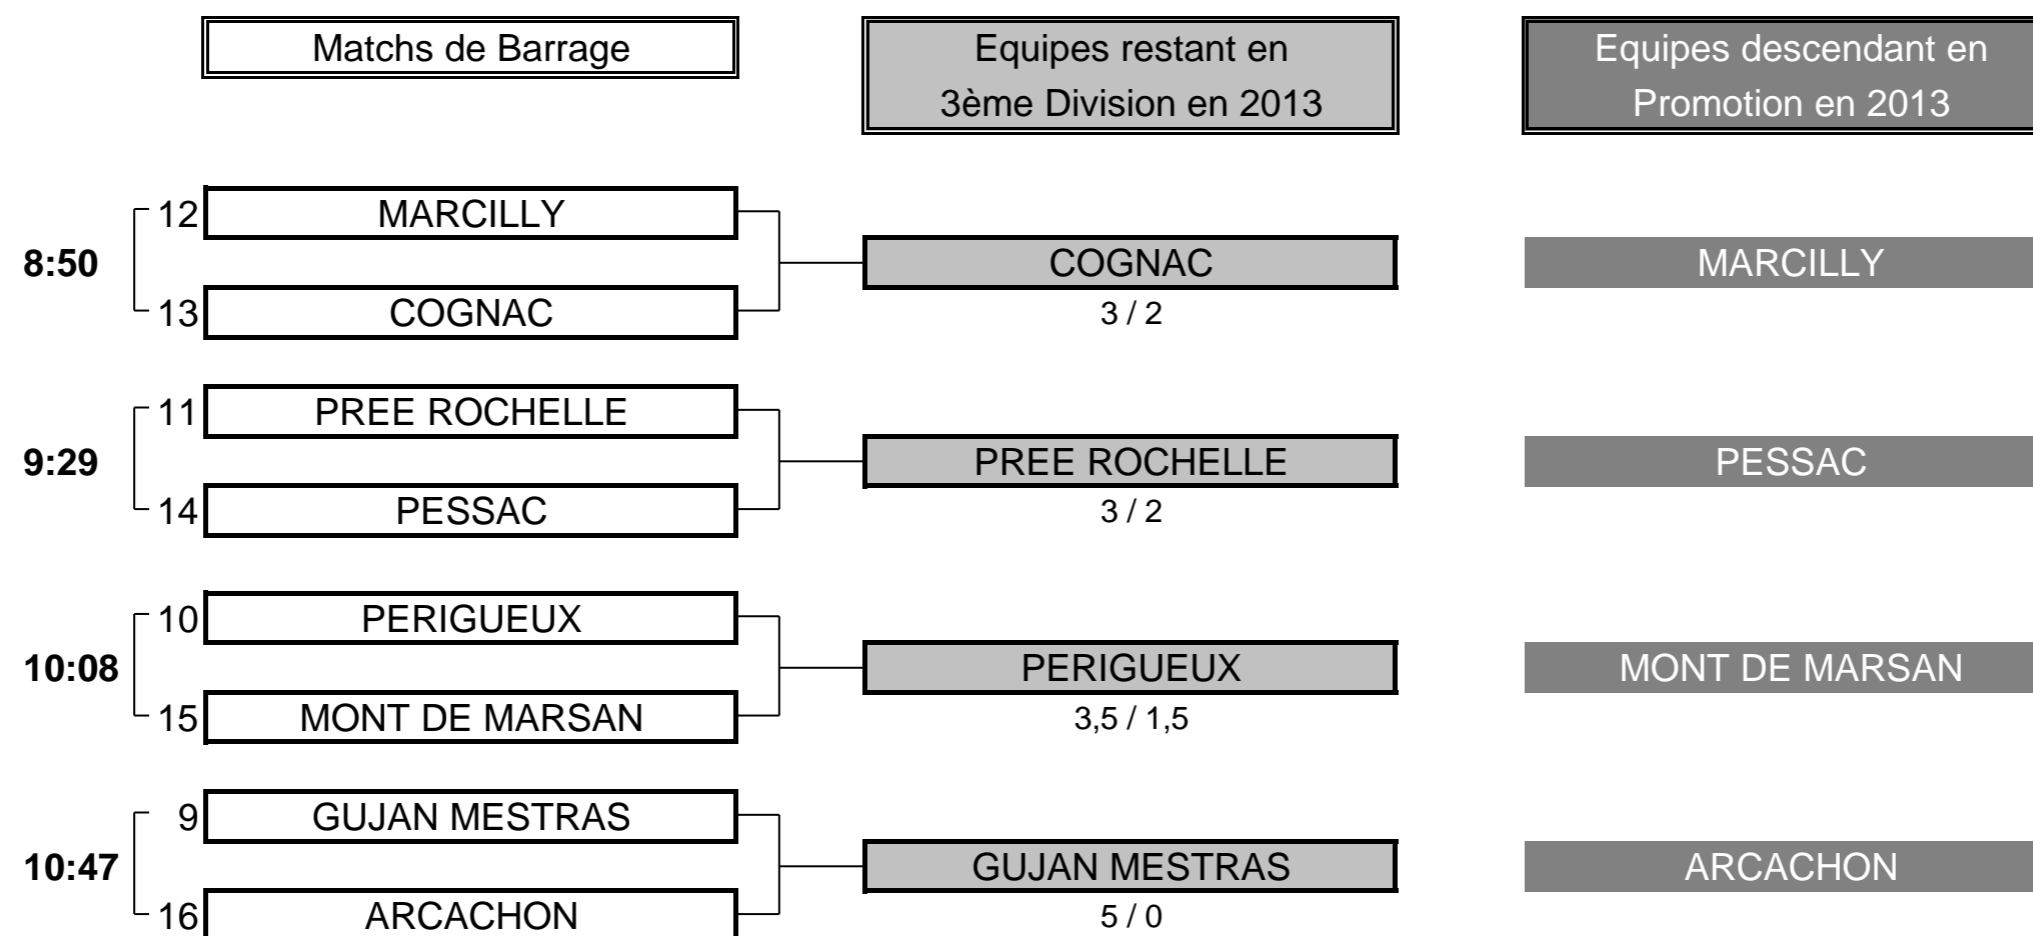 Matchs de Barrage
Equipes restant en
3ème Division en 2013
Equipes descendant en
Promotion en 2013
12 MARCILLY
8:50 COGNAC MARCILLY
13 COGNAC 3 / 2
11 PREE ROCHELLE
9:29 PREE ROCHELLE PESSAC
14 PESSAC 3 / 2
10 PERIGUEUX
10:08 PERIGUEUX MONT DE MARSAN
15 MONT DE MARSAN 3,5 / 1,5
9 GUJAN MESTRAS
10:47 GUJAN MESTRAS ARCACHON
16 ARCACHON 5 / 0